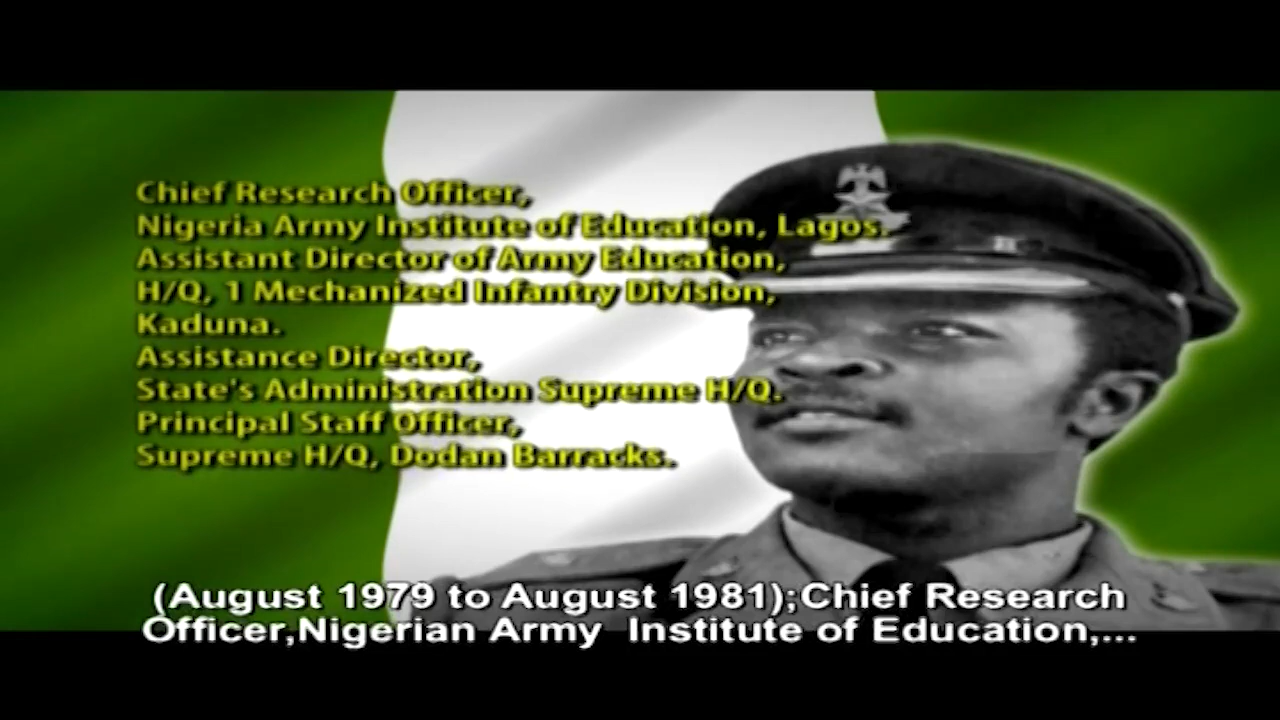 Chief Research Officer,
Nigeria Army Institute of Education, Lagos.
Assistant Director of Army Education,
H/Q, 1 Mechanized Infantry Division,
Kaduna.
Assistance Director,
State's Administration Supreme H/Q.
Principal Staff Officer,
Supreme H/Q, Dodan Barracks.
(August 1979 to August 1981);Chief Research
Officer,Nigerian Army  Institute of Education,...